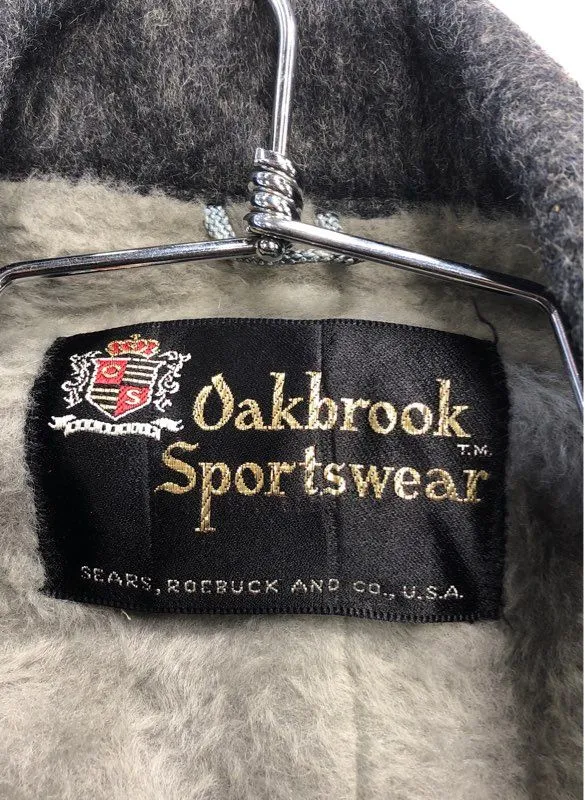 O
S
Oakbrook
T.M.
Sportswear
SEARS, ROEBUCK AND CO., U.S.A.